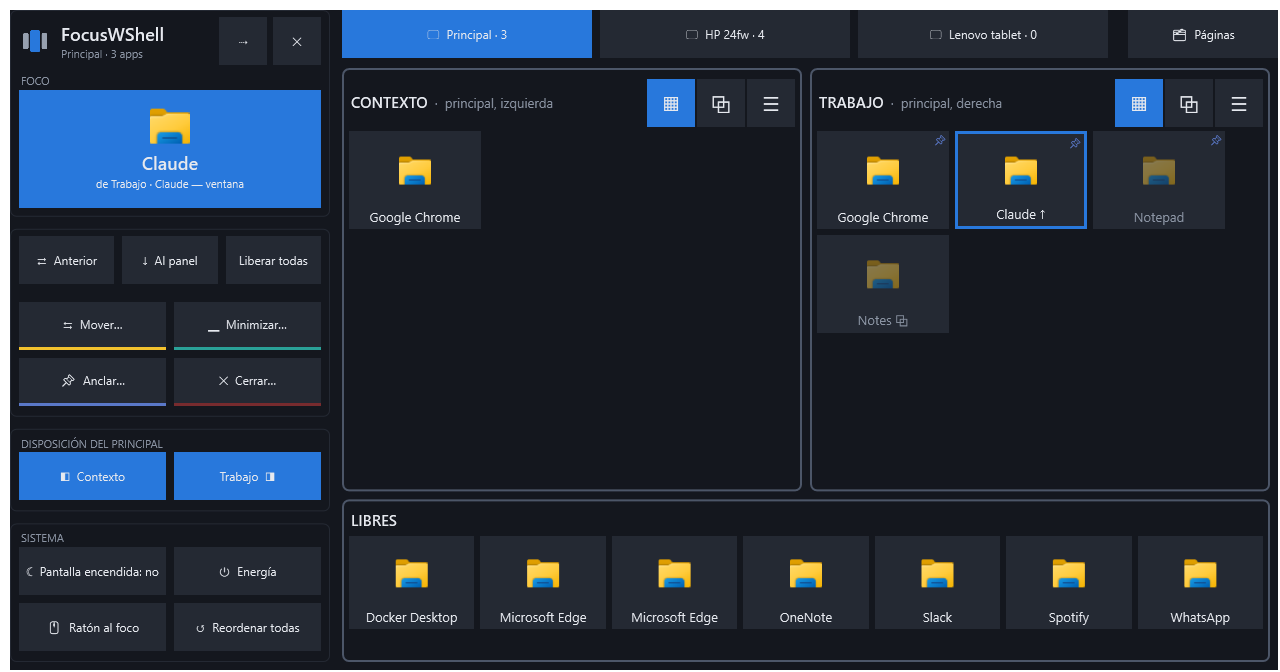 FocusWShell
Principal · 3 apps
→
×
FOCO
Claude
de Trabajo · Claude — ventana
⇄ Anterior
↓ Al panel
Liberar todas
⇆ Mover...
Minimizar...
Anclar...
Cerrar...
DISPOSICIÓN DEL PRINCIPAL
Contexto
Trabajo
SISTEMA
Pantalla encendida: no
Energía
Ratón al foco
Reordenar todas
Principal · 3
HP 24fw · 4
Lenovo tablet · 0
Páginas
CONTEXTO · principal, izquierda
Google Chrome
TRABAJO · principal, derecha
Google Chrome
Claude ↑
Notepad
Notes
LIBRES
Docker Desktop
Microsoft Edge
Microsoft Edge
OneNote
Slack
Spotify
WhatsApp